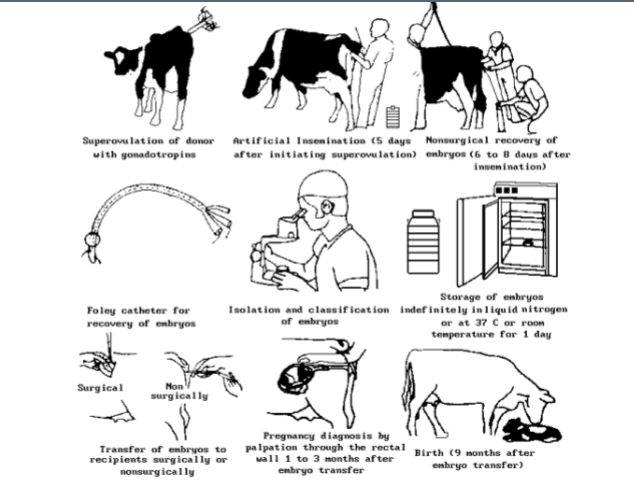 Superovulation of donor
with gonadotropins
Artificial Insemination (5 days
after initiating superovulation)
Nonsurgical recovery of
embryos (6 to 8 days after
insemination)
Foley catheter for
recovery of embryos
Isolation and classification
of embryos
Storage of embryos
indefinitely in liquid nitrogen
or at 37 C or room
temperature for 1 day
Surgical
Non
surgically
Transfer of embryos to
recipients surgically or
nonsurgically
Pregnancy diagnosis by
palpation through the rectal
wall 1 to 3 months after
embryo transfer
Birth (9 months after
embryo transfer)